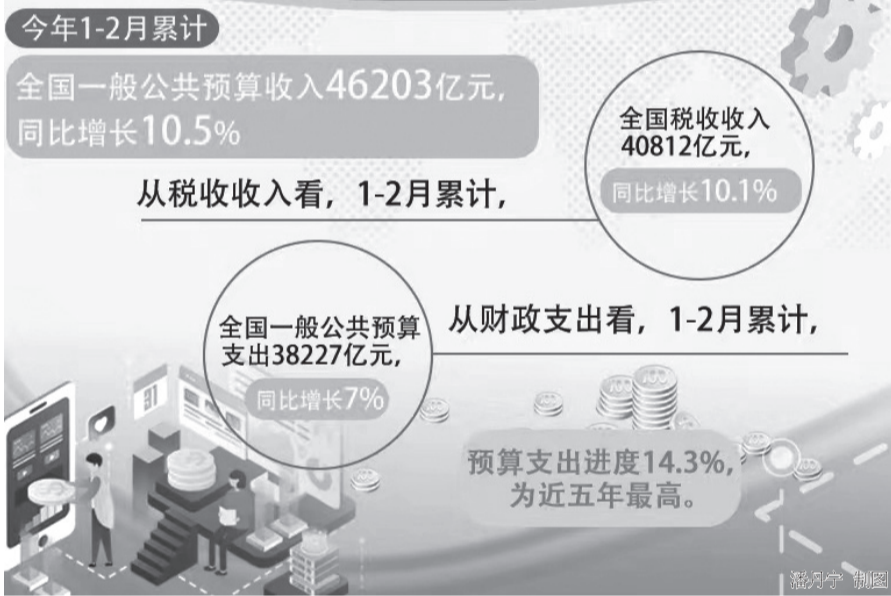 今年1-2月累计
全国一般公共预算收入46203亿元,
同比增长10.5%
全国税收收入
40812亿元,
同比增长10.1%
从税收收入看, 1-2月累计,
从财政支出看, 1-2月累计,
全国一般公共预算
支出38227亿元,
同比增长7%
预算支出进度14.3%,
为近五年最高。
潘月宁 制图